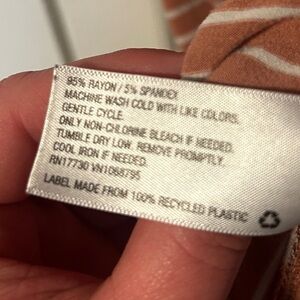 95% RAYON / 5% SPANDEX
MACHINE WASH COLD WITH LIKE COLORS.
GENTLE CYCLE.
ONLY NON-CHLORINE BLEACH IF NEEDED.
TUMBLE DRY LOW. REMOVE PROMPTLY.
COOL IRON IF NEEDED.
RN17730 VN1068795
LABEL MADE FROM 100% RECYCLED PLASTIC